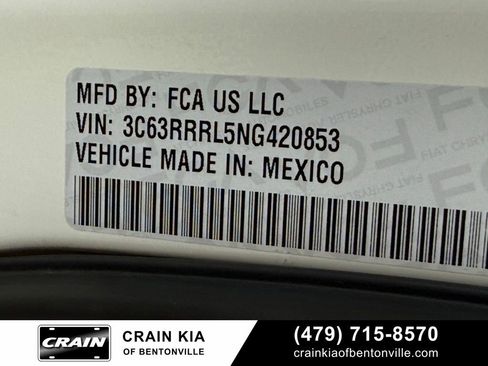 MFD BY: FCA US LLC
VIN: 3C63RRRL5NG420853
VEHICLE MADE IN: MEXICO
CRAIN
CRAIN KIA
OF BENTONVILLE
(479) 715-8570
crainkiaofbentonville.com